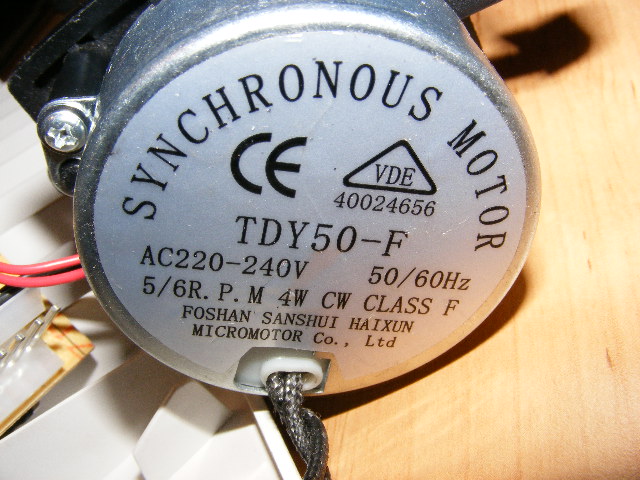 SYNCHRONOUS MOTOR
CE
VDE
40024656
TDY50-F
AC220-240V 50/60Hz
5/6R.P.M 4W CW CLASS F
FOSHAN SANSHUI HAIXUN
MICROMOTOR Co., Ltd